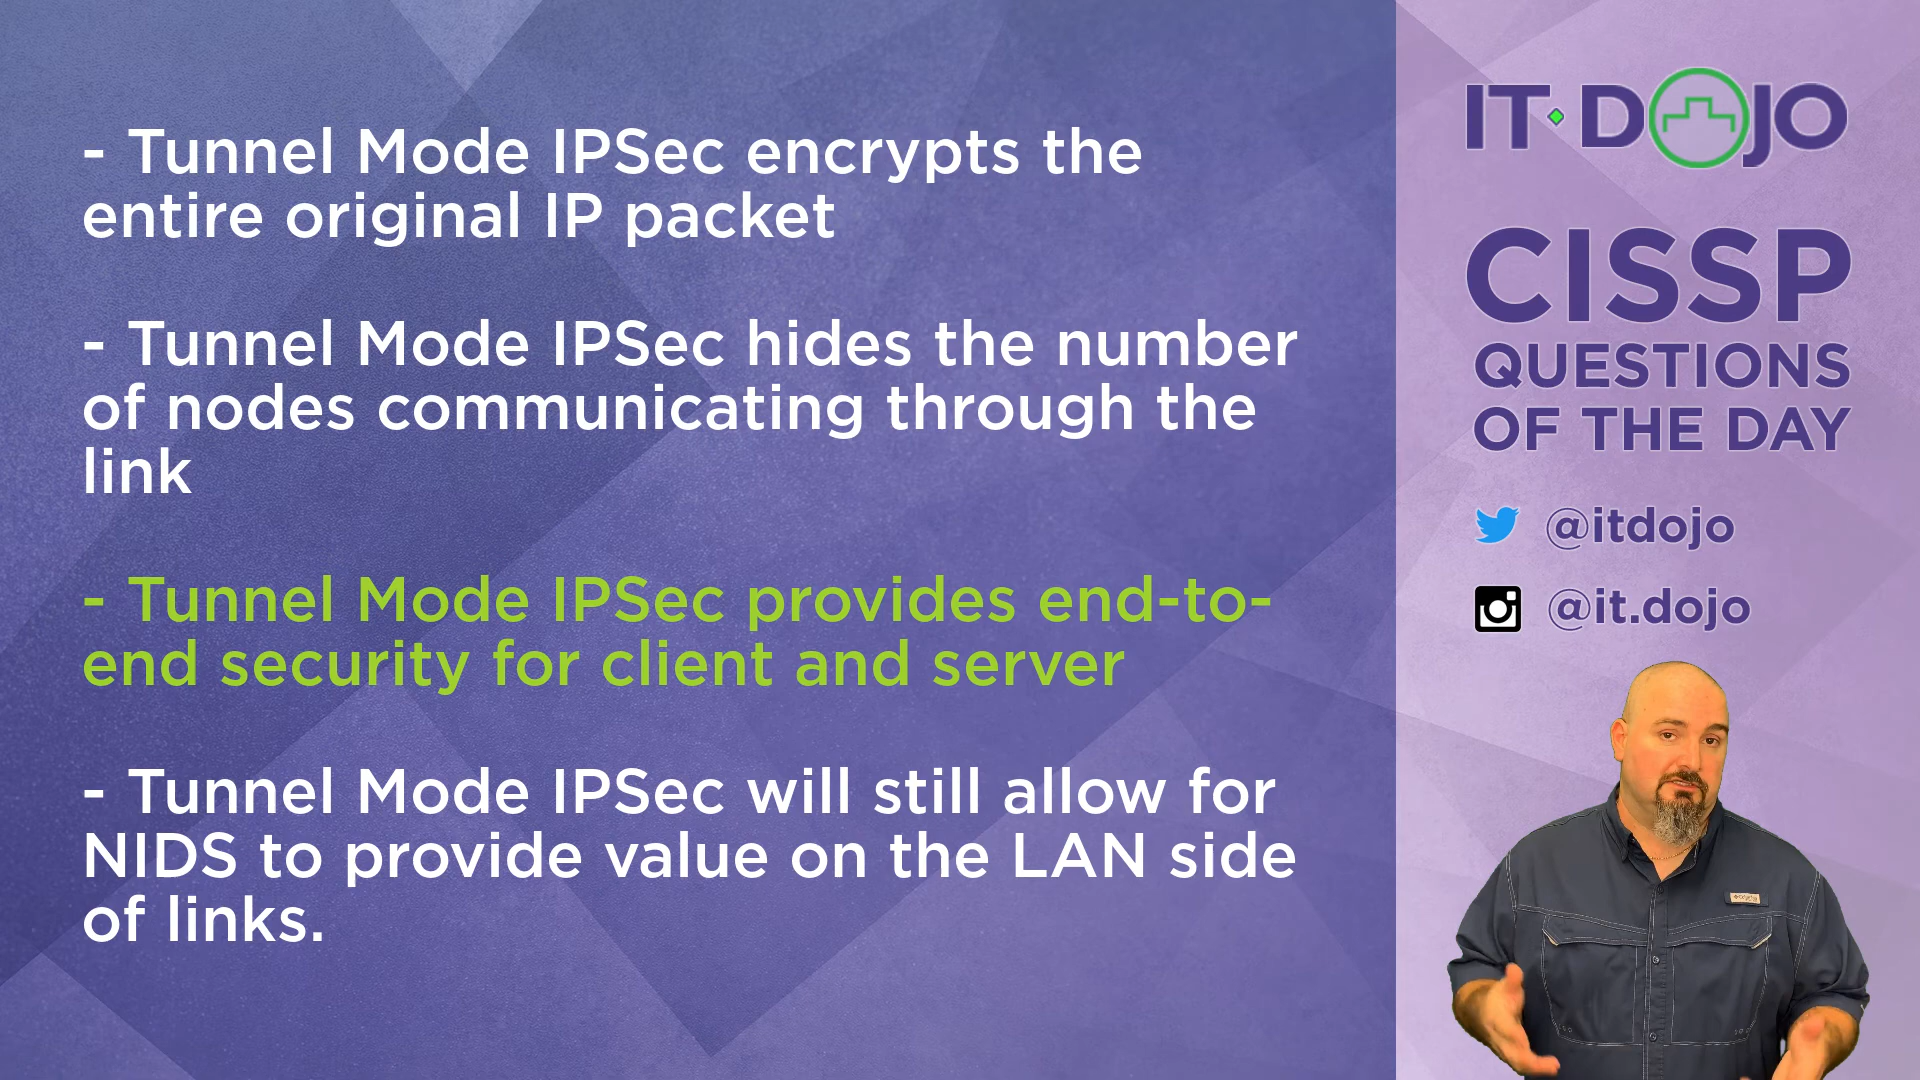 - Tunnel Mode IPSec encrypts the
entire original IP packet
- Tunnel Mode IPSec hides the number
of nodes communicating through the
link
- Tunnel Mode IPSec provides end-to-
end security for client and server
- Tunnel Mode IPSec will still allow for
NIDS to provide value on the LAN side
of links.
IT DOJO
CISSP
QUESTIONS
OF THE DAY
@itdojo
@it.dojo